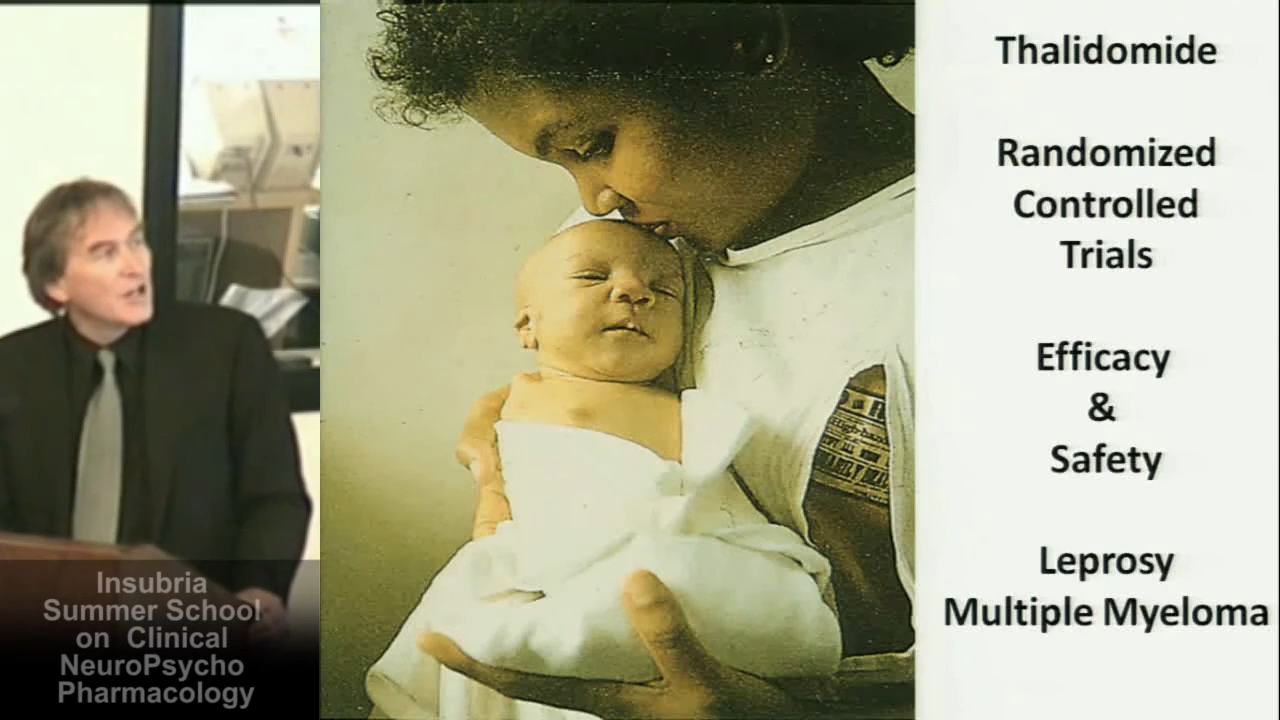 Thalidomide
Randomized
Controlled
Trials
Efficacy
&
Safety
Leprosy
Multiple Myeloma
Insubria
Summer School
on Clinical
NeuroPsycho
Pharmacology